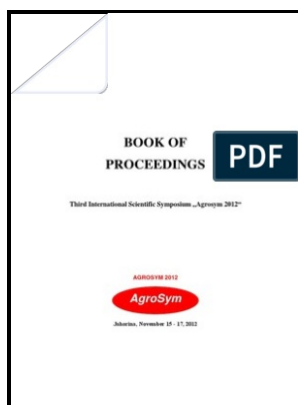 BOOK OF
PROCEEDINGS
PDF
Third International Scientific Symposium „Agrosym 2012"
AGROSYM 2012
AgroSym
Jahorina, November 15 - 17, 2012